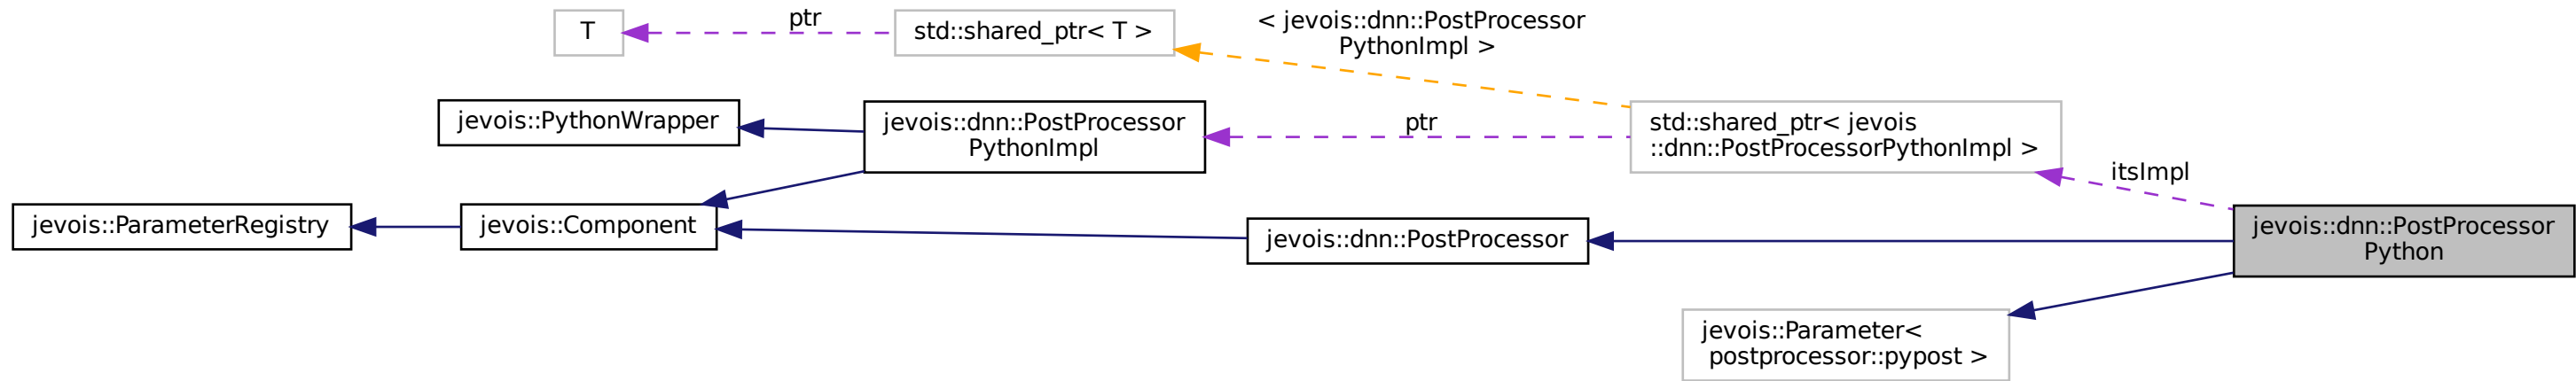 T
ptr
std::shared_ptr< T >
< jevois::dnn::PostProcessor
PythonImpl >
jevois::PythonWrapper
jevois::dnn::PostProcessor
PythonImpl
ptr
std::shared_ptr< jevois
::dnn::PostProcessorPythonImpl >
itsImpl
jevois::ParameterRegistry
jevois::Component
jevois::dnn::PostProcessor
jevois::dnn::PostProcessor
Python
jevois::Parameter<
postprocessor::pypost >